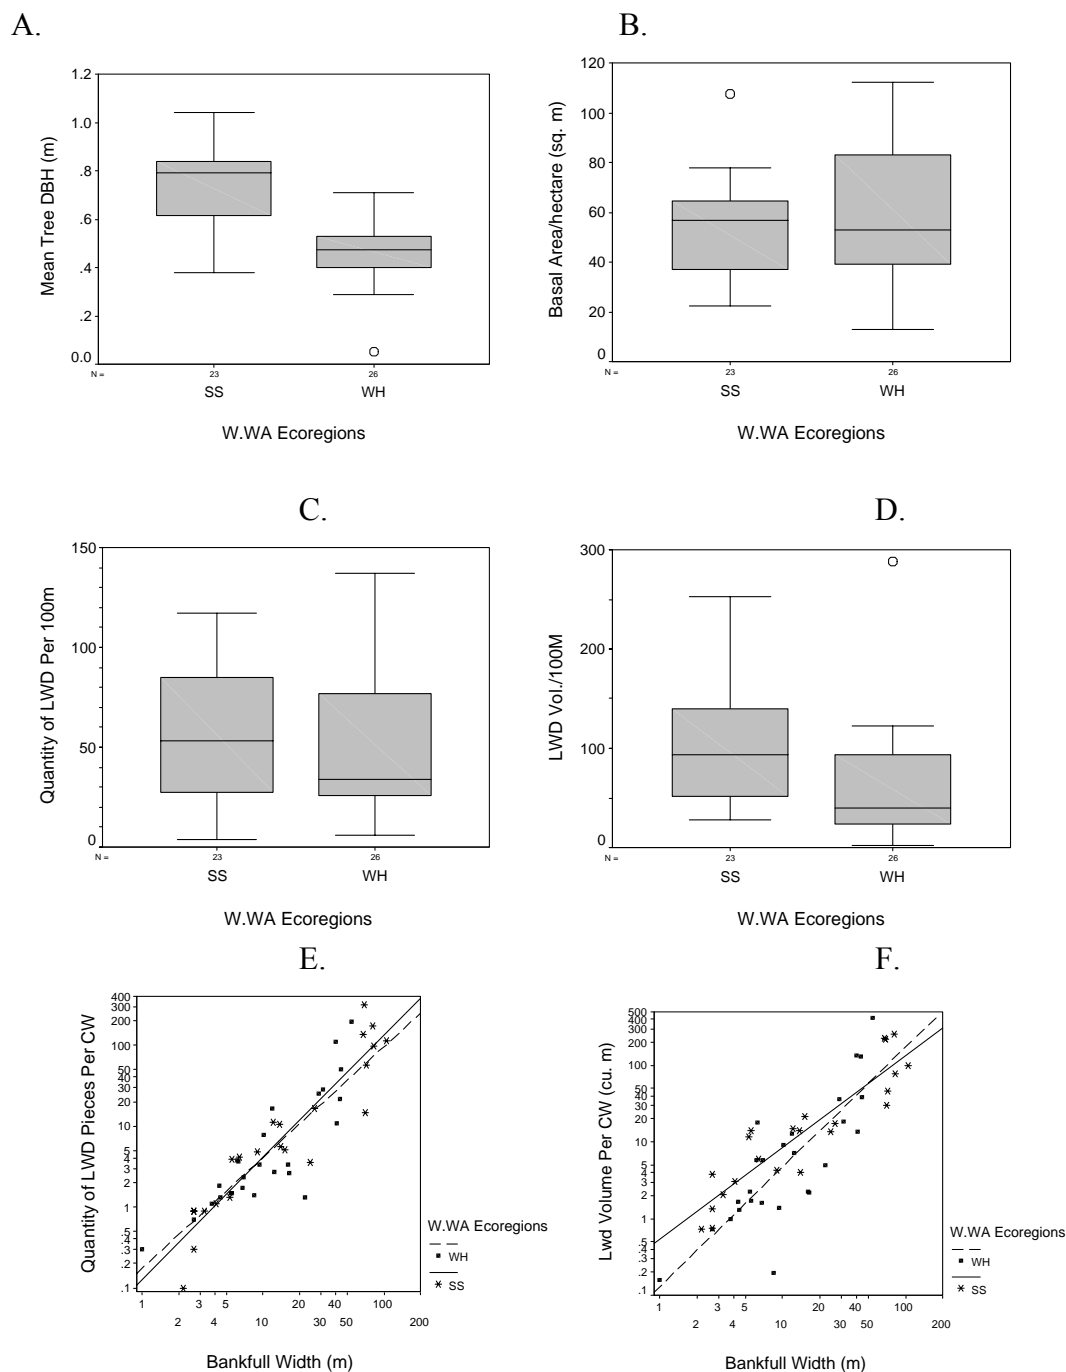 A.
Mean Tree DBH (m)
1.2
1.0
.8
.6
.4
.2
0.0
N =
23
26
SS
WH
W.WA Ecoregions
B.
Basal Area/hectare (sq. m)
120
100
80
60
40
20
0
N =
23
26
SS
WH
W.WA Ecoregions
C.
Quantity of LWD Per 100m
150
100
50
0
N =
23
26
SS
WH
W.WA Ecoregions
D.
LWD Vol./100M
300
200
100
0
N =
23
26
SS
WH
W.WA Ecoregions
E.
Quantity of LWD Pieces Per CW
400
300
200
100
50
40
30
20
10
5
4
3
2
1
.5
.4
.3
.2
.1
1
3
5
10
20
40
100
2
4
10
30
50
200
Bankfull Width (m)
W.WA Ecoregions
WH
SS
F.
Lwd Volume Per CW (cu. m)
500
400
300
200
100
50
40
30
20
10
5
4
3
2
1
.5
.4
.3
.2
.1
1
3
5
20
40
100
2
4
10
30
50
200
Bankfull Width (m)
W.WA Ecoregions
WH
SS